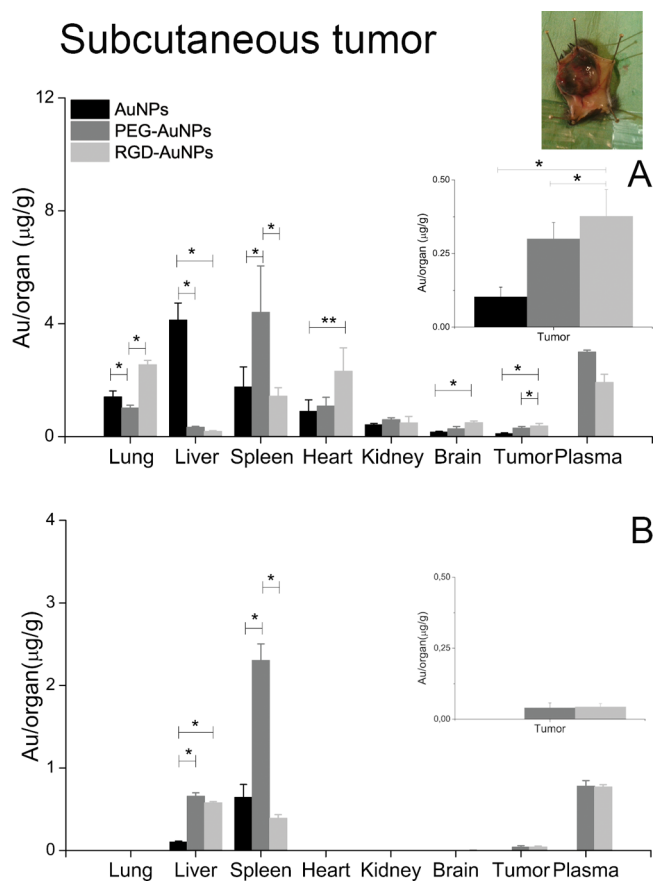 Subcutaneous tumor
A
AuNPs
PEG-AuNPs
RGD-AuNPs
Au/organ (µg/g)
12
8
4
0
*
*
*
*
*
*
**
*
*
*
Lung Liver Spleen Heart Kidney Brain Tumor Plasma
*
*
Au/organ (µg/g)
0.50
0.25
0.00
Tumor
B
Au/organ(µg/g)
4
3
2
1
0
*
*
*
*
Lung Liver Spleen Heart Kidney Brain Tumor Plasma
Au/organ(µg/g)
0,50
0,25
0,00
Tumor